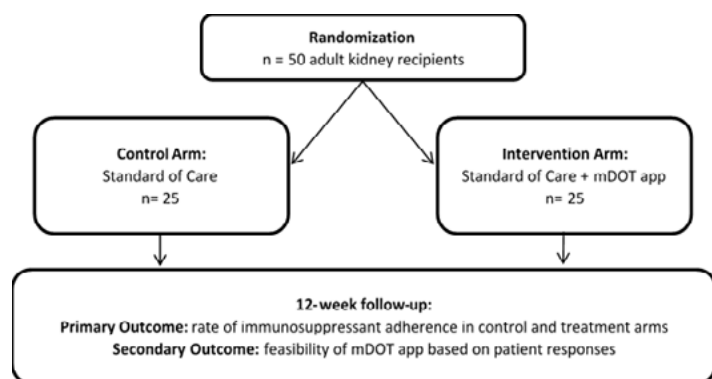 Randomization
n = 50 adult kidney recipients
Control Arm:
Standard of Care
n= 25
Intervention Arm:
Standard of Care + mDOT app
n= 25
12-week follow-up:
Primary Outcome: rate of immunosuppressant adherence in control and treatment arms
Secondary Outcome: feasibility of mDOT app based on patient responses